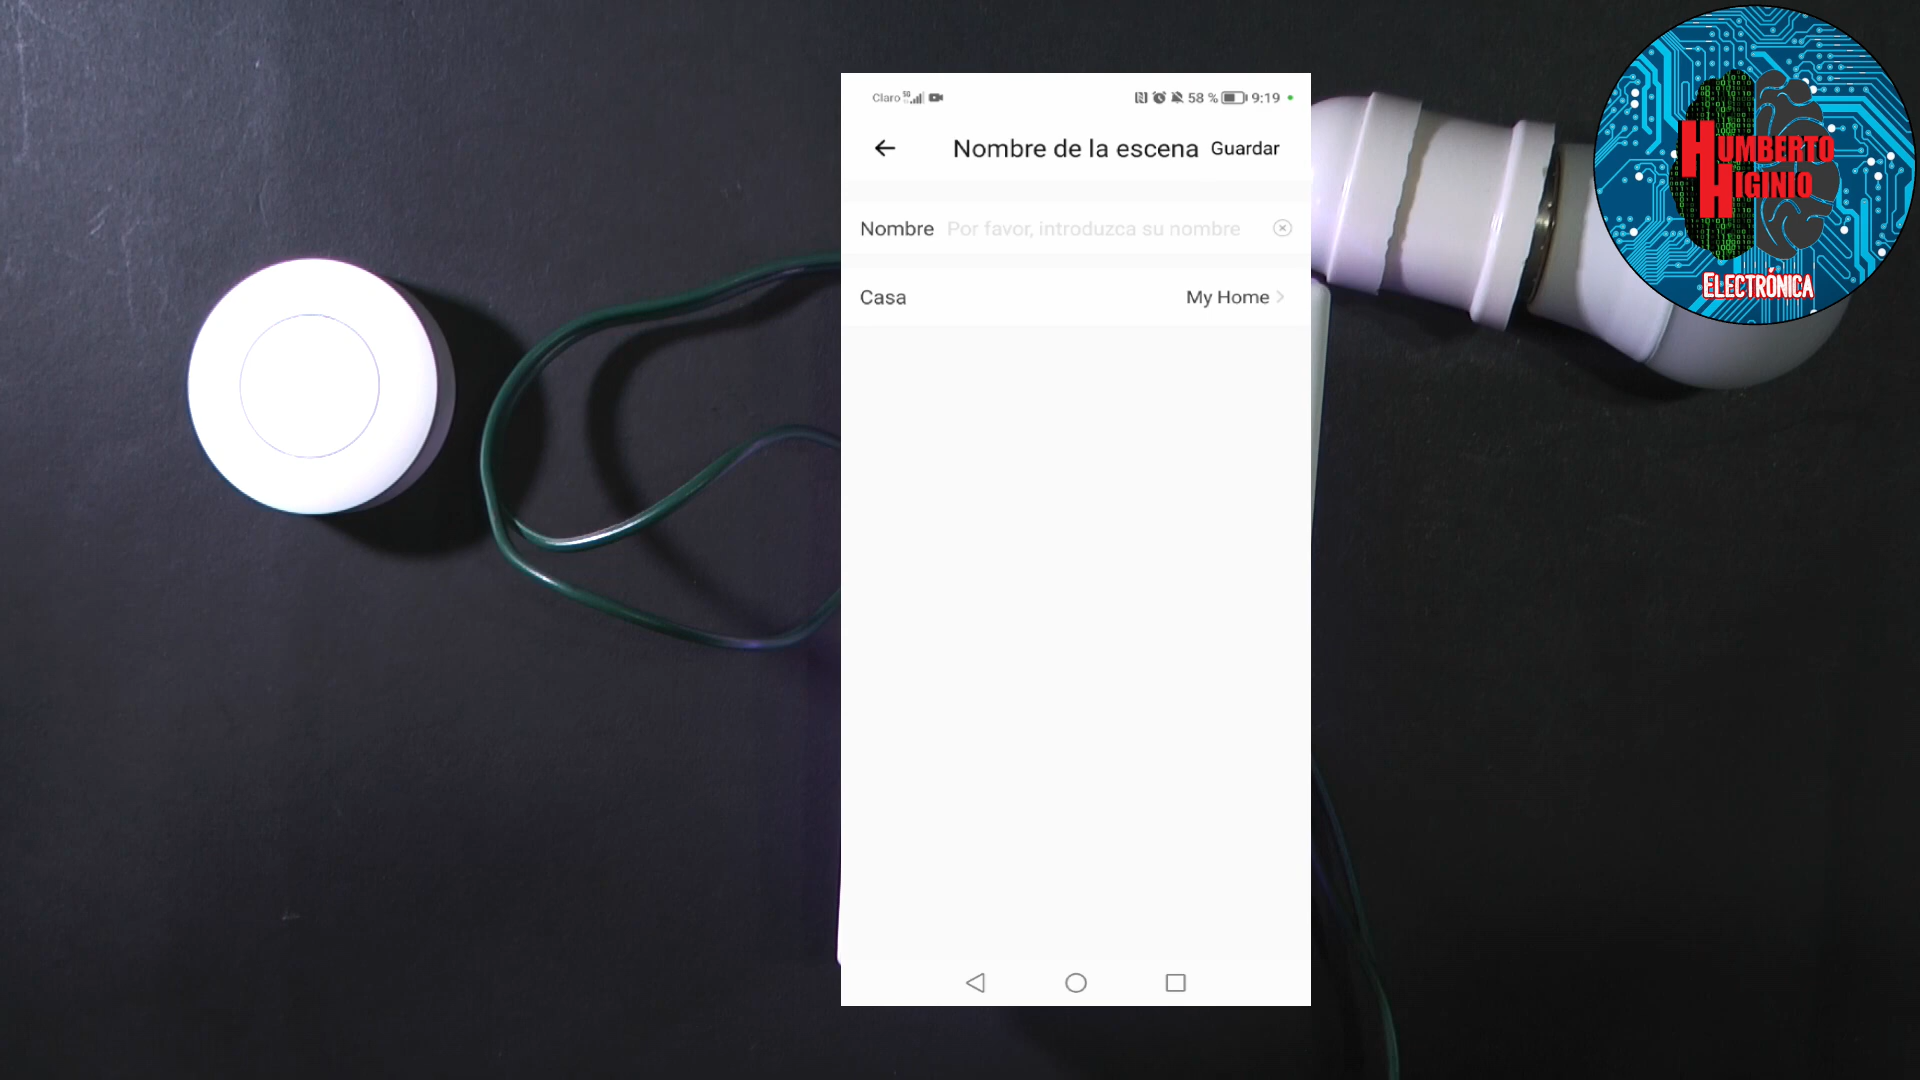 Claro 5G 58 % 9:19
Nombre de la escena Guardar
Nombre Por favor, introduzca su nombre
Casa My Home
HUMBERTO
HIGINIO
ELECTRÓNICA